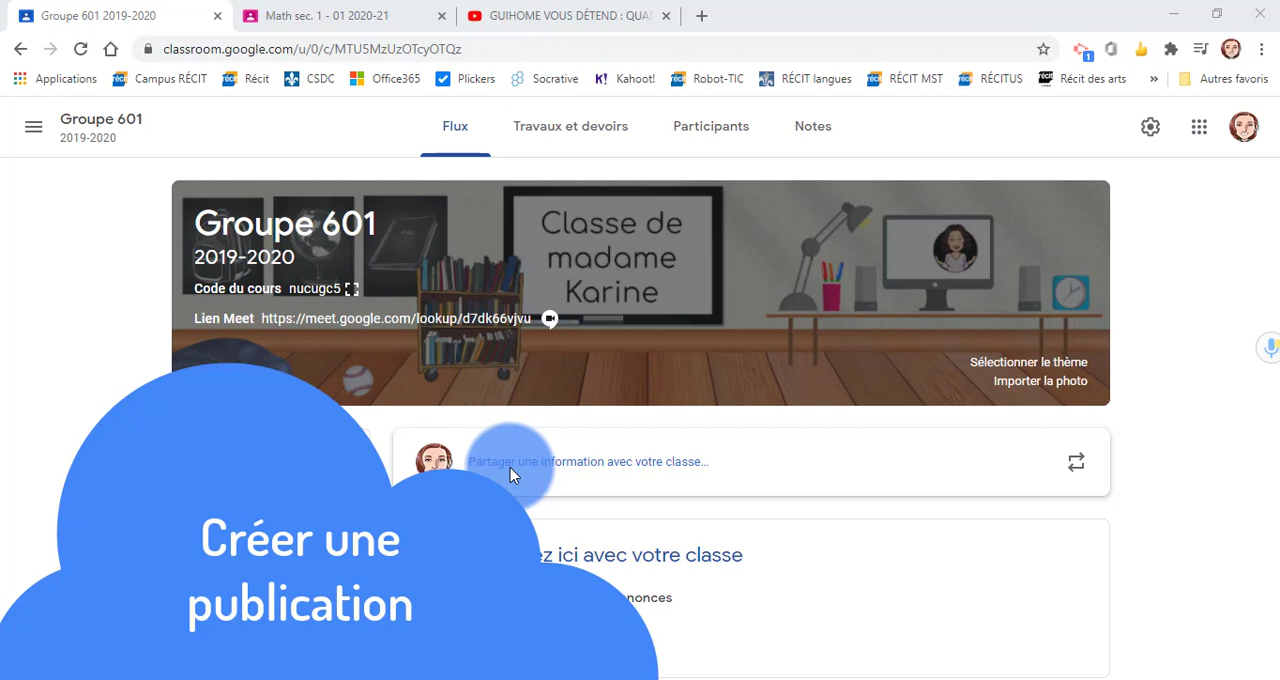 Groupe 601 2019-2020
Math sec. 1 - 01 2020-21
GUIHOME VOUS DÉTEND : QUA
classroom.google.com/u/0/c/MTU5MzUzOTcyOTQz
Applications Campus RÉCIT Récit CSDC Office365 Plickers Socrative K! Kahoot! Robot-TIC RÉCIT langues RÉCIT MST RÉCITUS Récit des arts » Autres favoris
1
Groupe 601
2019-2020
Flux Travaux et devoirs Participants Notes
Groupe 601
2019-2020
Code du cours nucugc5
Lien Meet https://meet.google.com/lookup/d7dk66vjvu
Classe de
madame
Karine
Sélectionner le thème
Importer la photo
Partager une information avec votre classe...
ez ici avec votre classe
nonces
Créer une
publication